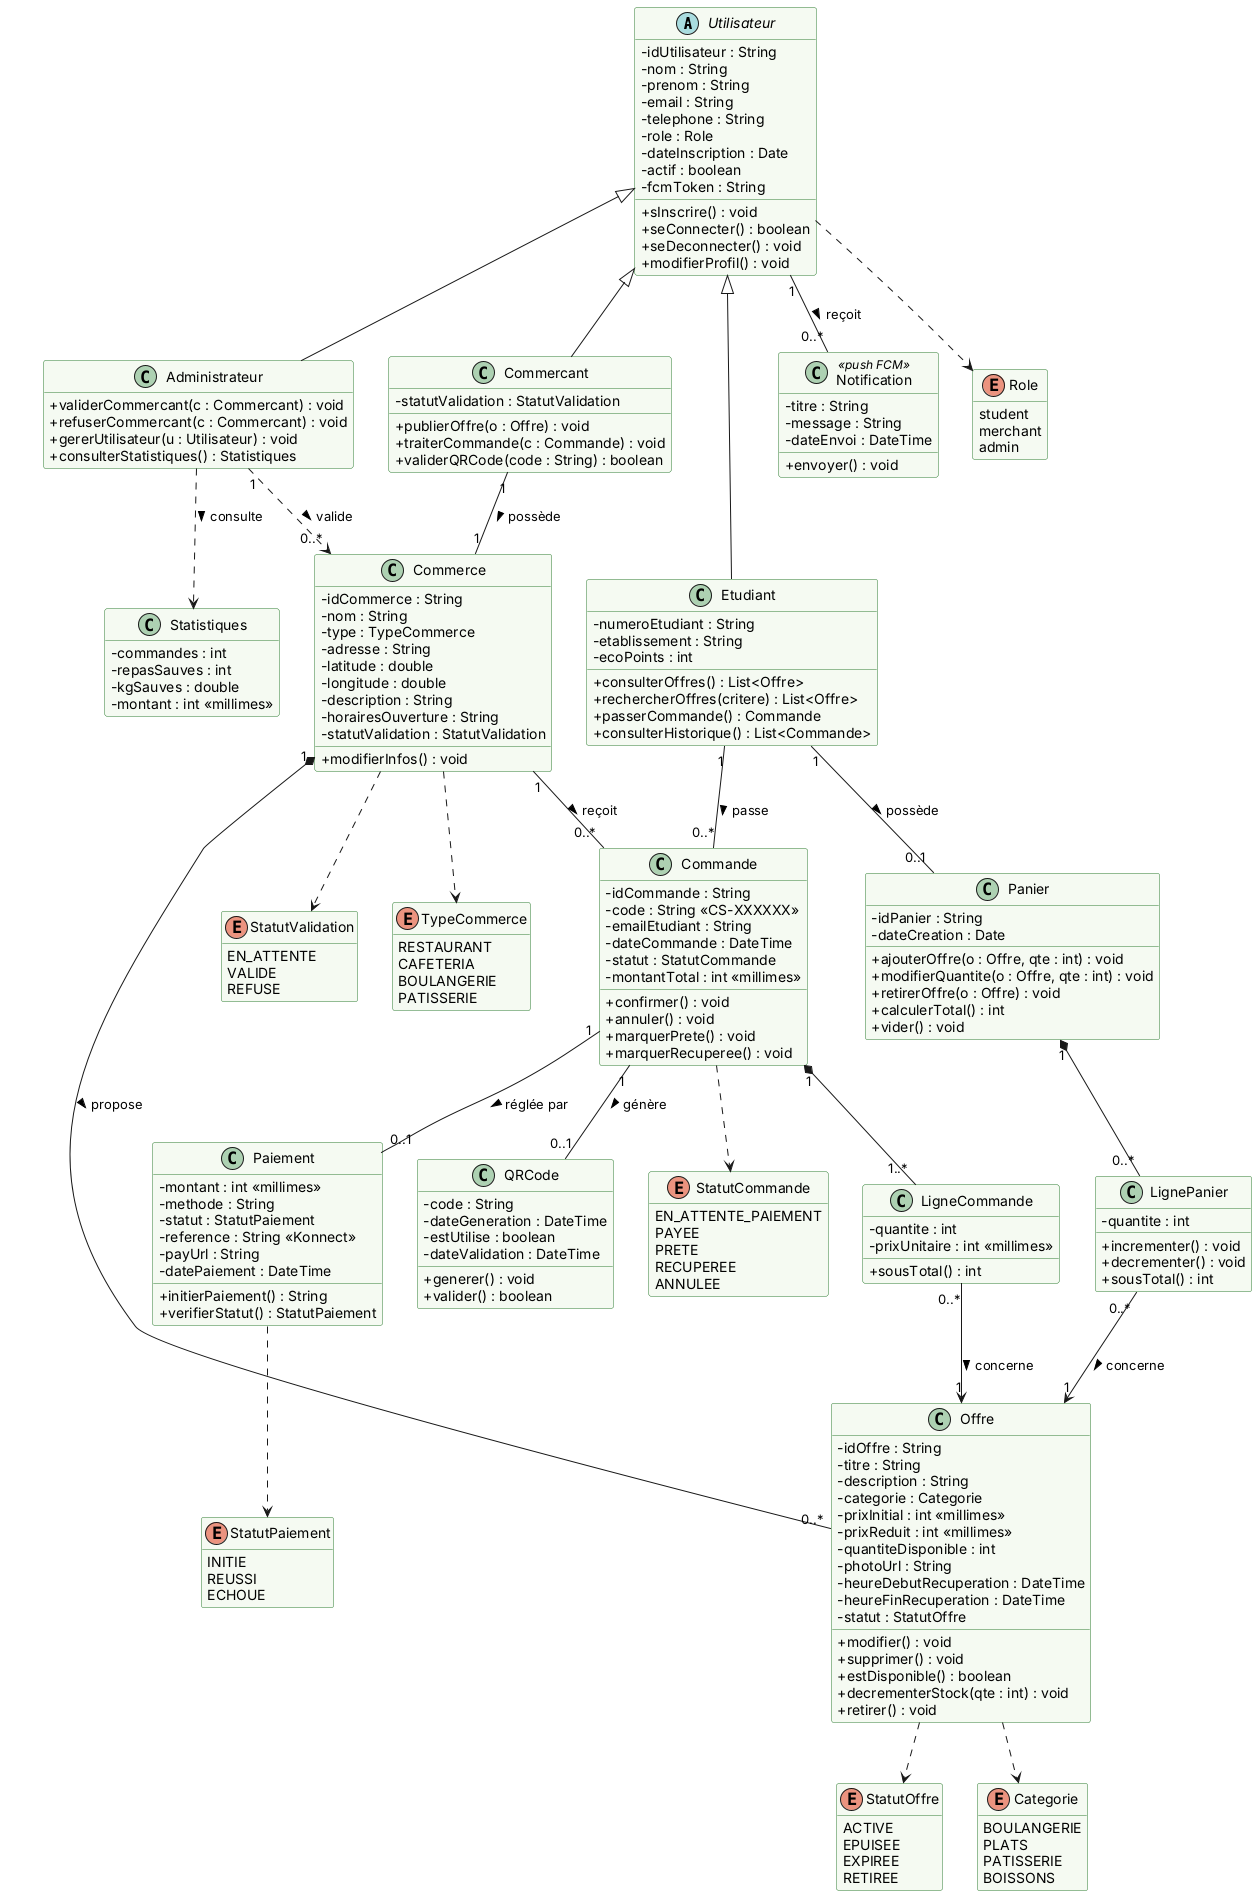 A Utilisateur
-idUtilisateur : String
-nom : String
-prenom : String
-email : String
-telephone : String
-role : Role
-dateInscription : Date
-actif : boolean
-fcmToken : String
+sInscrire() : void
+seConnecter() : boolean
+seDeconnecter() : void
+modifierProfil() : void
1
reçoit
0..*
C Administrateur
+validerCommercant(c : Commercant) : void
+refuserCommercant(c : Commercant) : void
+gererUtilisateur(u : Utilisateur) : void
+consulterStatistiques() : Statistiques
C Commercant
-statutValidation : StatutValidation
+publierOffre(o : Offre) : void
+traiterCommande(c : Commande) : void
+validerQRCode(code : String) : boolean
«push FCM»
C Notification
-titre : String
-message : String
-dateEnvoi : DateTime
+envoyer() : void
E Role
student
merchant
admin
consulte
1
valide
0..*
1
possède
1
C Statistiques
-commandes : int
-repasSauves : int
-kgSauves : double
-montant : int «millimes»
C Commerce
-idCommerce : String
-nom : String
-type : TypeCommerce
-adresse : String
-latitude : double
-longitude : double
-description : String
-horairesOuverture : String
-statutValidation : StatutValidation
+modifierInfos() : void
C Etudiant
-numeroEtudiant : String
-etablissement : String
-ecoPoints : int
+consulterOffres() : List<Offre>
+rechercherOffres(critere) : List<Offre>
+passerCommande() : Commande
+consulterHistorique() : List<Commande>
1
1
reçoit
0..*
1
passe
0..*
1
possède
0..1
E StatutValidation
EN_ATTENTE
VALIDE
REFUSE
E TypeCommerce
RESTAURANT
CAFETERIA
BOULANGERIE
PATISSERIE
C Commande
-idCommande : String
-code : String «CS-XXXXXX»
-emailEtudiant : String
-dateCommande : DateTime
-statut : StatutCommande
-montantTotal : int «millimes»
+confirmer() : void
+annuler() : void
+marquerPrete() : void
+marquerRecuperee() : void
C Panier
-idPanier : String
-dateCreation : Date
+ajouterOffre(o : Offre, qte : int) : void
+modifierQuantite(o : Offre, qte : int) : void
+retirerOffre(o : Offre) : void
+calculerTotal() : int
+vider() : void
propose
1
réglée par
0..1
1
génère
0..1
1
1..*
1
0..*
C Paiement
-montant : int «millimes»
-methode : String
-statut : StatutPaiement
-reference : String «Konnect»
-payUrl : String
-datePaiement : DateTime
+initierPaiement() : String
+verifierStatut() : StatutPaiement
C QRCode
-code : String
-dateGeneration : DateTime
-estUtilise : boolean
-dateValidation : DateTime
+generer() : void
+valider() : boolean
E StatutCommande
EN_ATTENTE_PAIEMENT
PAYEE
PRETE
RECUPEREE
ANNULEE
C LigneCommande
-quantite : int
-prixUnitaire : int «millimes»
+sousTotal() : int
C LignePanier
-quantite : int
+incrementer() : void
+decrementer() : void
+sousTotal() : int
0..*
concerne
1
0..*
concerne
1
0..*
E StatutPaiement
INITIE
REUSSI
ECHOUE
C Offre
-idOffre : String
-titre : String
-description : String
-categorie : Categorie
-prixInitial : int «millimes»
-prixReduit : int «millimes»
-quantiteDisponible : int
-photoUrl : String
-heureDebutRecuperation : DateTime
-heureFinRecuperation : DateTime
-statut : StatutOffre
+modifier() : void
+supprimer() : void
+estDisponible() : boolean
+decrementerStock(qte : int) : void
+retirer() : void
E StatutOffre
ACTIVE
EPUISEE
EXPIREE
RETIREE
E Categorie
BOULANGERIE
PLATS
PATISSERIE
BOISSONS